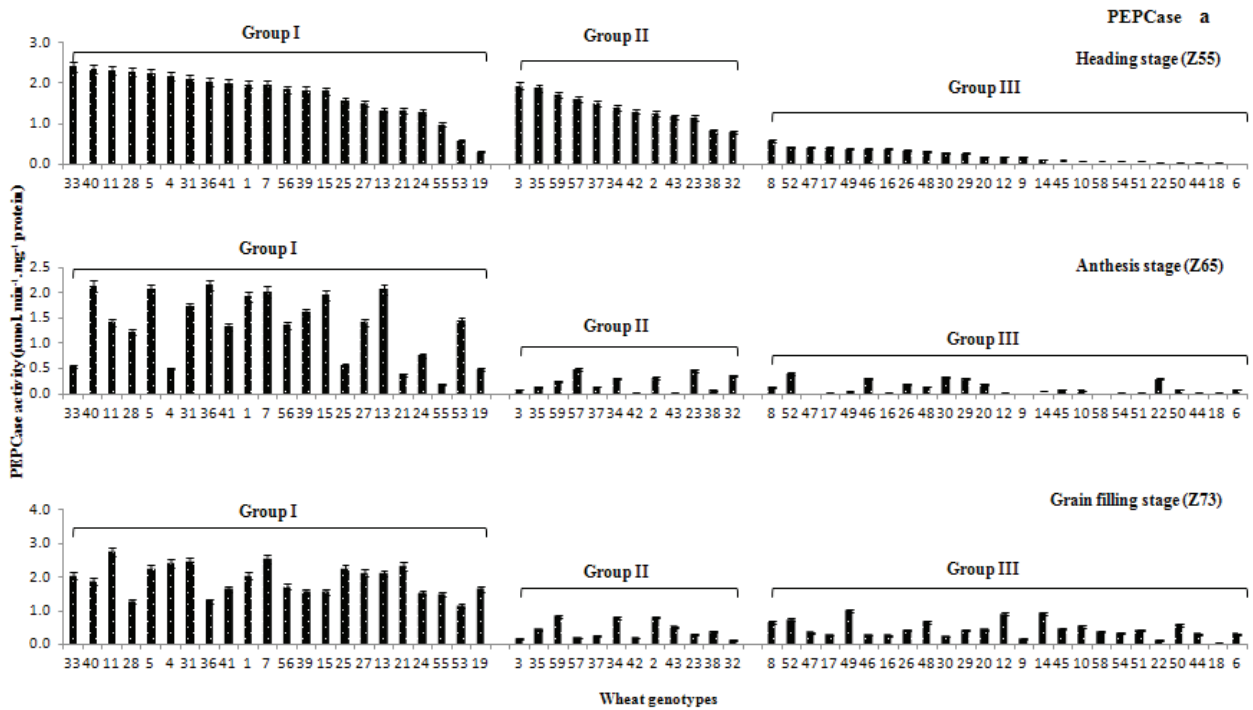 PEPCase a
Group I
Group II
Heading stage (Z55)
Group III
3.0
2.0
1.0
0.0
33 40 11 28 5 4 31 36 41 1 7 56 39 15 25 27 13 21 24 55 53 19 3 35 59 57 37 34 42 2 43 23 38 32 8 52 47 17 49 46 16 26 48 30 29 20 12 9 14 45 10 58 54 51 22 50 44 18 6
PEPCase activity (µmol.min⁻¹.mg⁻¹ protein)
Group I
Anthesis stage (Z65)
Group II
Group III
2.5
2.0
1.5
1.0
0.5
0.0
33 40 11 28 5 4 31 36 41 1 7 56 39 15 25 27 13 21 24 55 53 19 3 35 59 57 37 34 42 2 43 23 38 32 8 52 47 17 49 46 16 26 48 30 29 20 12 9 14 45 10 58 54 51 22 50 44 18 6
Group I
Grain filling stage (Z73)
Group II
Group III
4.0
3.0
2.0
1.0
0.0
33 40 11 28 5 4 31 36 41 1 7 56 39 15 25 27 13 21 24 55 53 19 3 35 59 57 37 34 42 2 43 23 38 32 8 52 47 17 49 46 16 26 48 30 29 20 12 9 14 45 10 58 54 51 22 50 44 18 6
Wheat genotypes